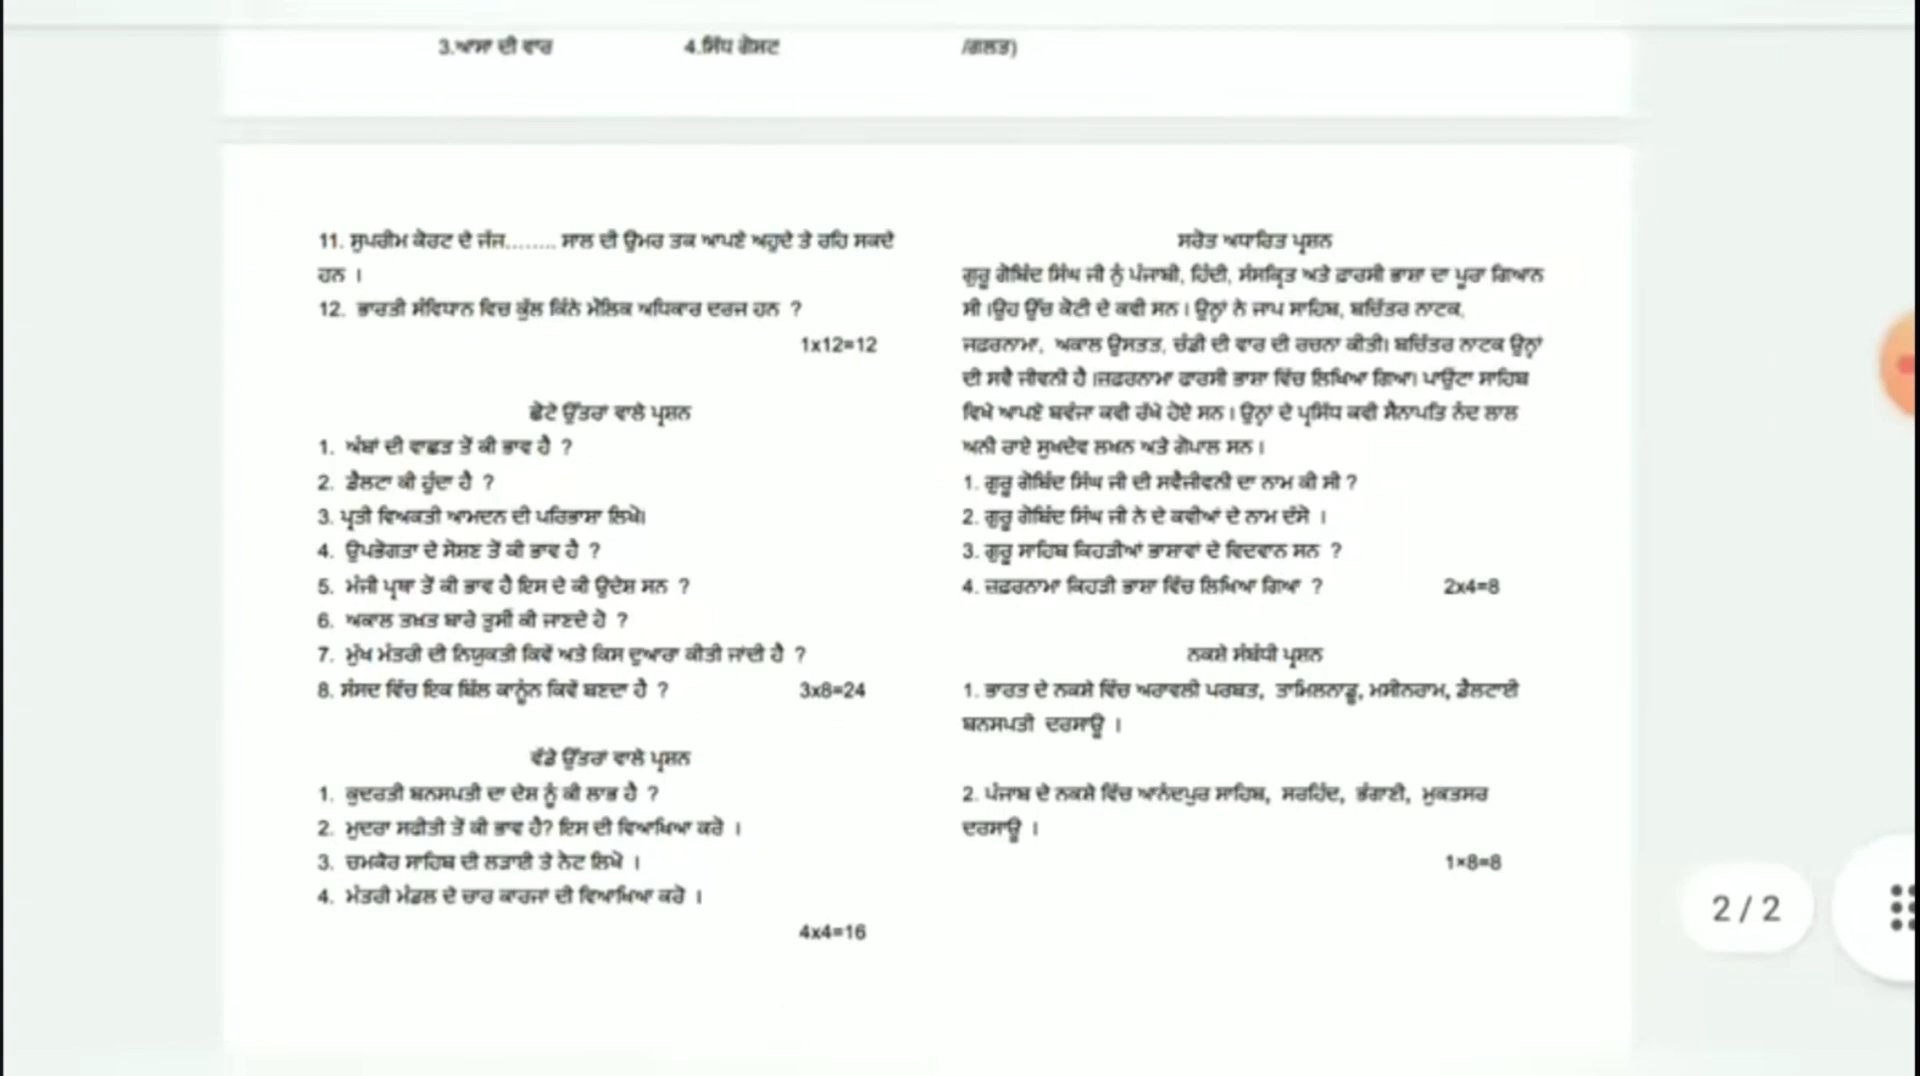 3.ਆਸਾ ਦੀ ਵਾਰ 4.ਸਿੱਧ ਗੋਸਟ /ਗਲਤ)
11. ਸੁਪਰੀਮ ਕੋਰਟ ਦੇ ਜੱਜ........ ਸਾਲ ਦੀ ਉਮਰ ਤਕ ਆਪਣੇ ਅਹੁਦੇ ਤੇ ਰਹਿ ਸਕਦੇ
ਹਨ ।
12. ਭਾਰਤੀ ਸੰਵਿਧਾਨ ਵਿਚ ਕੁੱਲ ਕਿੰਨੇ ਮੌਲਿਕ ਅਧਿਕਾਰ ਦਰਜ ਹਨ ?
1x12=12
ਛੋਟੇ ਉੱਤਰਾਂ ਵਾਲੇ ਪ੍ਰਸ਼ਨ
1. ਅੰਬਾਂ ਦੀ ਵਾਛੜ ਤੋਂ ਕੀ ਭਾਵ ਹੈ ?
2. ਡੈਲਟਾ ਕੀ ਹੁੰਦਾ ਹੈ ?
3. ਪ੍ਰਤੀ ਵਿਅਕਤੀ ਆਮਦਨ ਦੀ ਪਰਿਭਾਸ਼ਾ ਲਿਖੋ।
4. ਉਪਭੋਗਤਾ ਦੇ ਸ਼ੋਸ਼ਣ ਤੋਂ ਕੀ ਭਾਵ ਹੈ ?
5. ਮੰਜੀ ਪ੍ਰਥਾ ਤੋਂ ਕੀ ਭਾਵ ਹੈ ਇਸ ਦੇ ਕੀ ਉਦੇਸ਼ ਸਨ ?
6. ਅਕਾਲ ਤਖ਼ਤ ਬਾਰੇ ਤੁਸੀਂ ਕੀ ਜਾਣਦੇ ਹੋ ?
7. ਮੁੱਖ ਮੰਤਰੀ ਦੀ ਨਿਯੁਕਤੀ ਕਿਵੇਂ ਅਤੇ ਕਿਸ ਦੁਆਰਾ ਕੀਤੀ ਜਾਂਦੀ ਹੈ ?
8. ਸੰਸਦ ਵਿੱਚ ਇਕ ਬਿੱਲ ਕਾਨੂੰਨ ਕਿਵੇਂ ਬਣਦਾ ਹੈ ? 3x8=24
ਵੱਡੇ ਉੱਤਰਾਂ ਵਾਲੇ ਪ੍ਰਸ਼ਨ
1. ਕੁਦਰਤੀ ਬਨਸਪਤੀ ਦਾ ਦੇਸ਼ ਨੂੰ ਕੀ ਲਾਭ ਹੈ ?
2. ਮੁਦਰਾ ਸਫੀਤੀ ਤੋਂ ਕੀ ਭਾਵ ਹੈ? ਇਸ ਦੀ ਵਿਆਖਿਆ ਕਰੋ ।
3. ਚਮਕੌਰ ਸਾਹਿਬ ਦੀ ਲੜਾਈ ਤੇ ਨੋਟ ਲਿਖੋ ।
4. ਮੰਤਰੀ ਮੰਡਲ ਦੇ ਚਾਰ ਕਾਰਜਾਂ ਦੀ ਵਿਆਖਿਆ ਕਰੋ ।
4x4=16
ਸਰੋਤ ਅਧਾਰਿਤ ਪ੍ਰਸ਼ਨ
ਗੁਰੂ ਗੋਬਿੰਦ ਸਿੰਘ ਜੀ ਨੂੰ ਪੰਜਾਬੀ, ਹਿੰਦੀ, ਸੰਸਕ੍ਰਿਤ ਅਤੇ ਫ਼ਾਰਸੀ ਭਾਸ਼ਾ ਦਾ ਪੂਰਾ ਗਿਆਨ
ਸੀ ।ਉਹ ਉੱਚ ਕੋਟੀ ਦੇ ਕਵੀ ਸਨ । ਉਨ੍ਹਾਂ ਨੇ ਜਾਪ ਸਾਹਿਬ, ਬਚਿੱਤਰ ਨਾਟਕ,
ਜਫ਼ਰਨਾਮਾ, ਅਕਾਲ ਉਸਤਤ, ਚੰਡੀ ਦੀ ਵਾਰ ਦੀ ਰਚਨਾ ਕੀਤੀ। ਬਚਿੱਤਰ ਨਾਟਕ ਉਨ੍ਹਾਂ
ਦੀ ਸਵੈ ਜੀਵਨੀ ਹੈ ।ਜ਼ਫ਼ਰਨਾਮਾ ਫਾਰਸੀ ਭਾਸ਼ਾ ਵਿੱਚ ਲਿਖਿਆ ਗਿਆ। ਪਾਉਂਟਾ ਸਾਹਿਬ
ਵਿਖੇ ਆਪਣੇ ਬਵੰਜਾ ਕਵੀ ਰੱਖੇ ਹੋਏ ਸਨ । ਉਨ੍ਹਾਂ ਦੇ ਪ੍ਰਸਿੱਧ ਕਵੀ ਸੈਨਾਪਤਿ ਨੰਦ ਲਾਲ
ਅਨੀ ਰਾਏ ਸੁਖਦੇਵ ਲਖਨ ਅਤੇ ਗੋਪਾਲ ਸਨ ।
1. ਗੁਰੂ ਗੋਬਿੰਦ ਸਿੰਘ ਜੀ ਦੀ ਸਵੈਜੀਵਨੀ ਦਾ ਨਾਮ ਕੀ ਸੀ ?
2. ਗੁਰੂ ਗੋਬਿੰਦ ਸਿੰਘ ਜੀ ਨੇ ਦੋ ਕਵੀਆਂ ਦੇ ਨਾਮ ਦੱਸੋ ।
3. ਗੁਰੂ ਸਾਹਿਬ ਕਿਹੜੀਆਂ ਭਾਸ਼ਾਵਾਂ ਦੇ ਵਿਦਵਾਨ ਸਨ ?
4. ਜ਼ਫ਼ਰਨਾਮਾ ਕਿਹੜੀ ਭਾਸ਼ਾ ਵਿੱਚ ਲਿਖਿਆ ਗਿਆ ? 2x4=8
ਨਕਸ਼ੇ ਸੰਬੰਧੀ ਪ੍ਰਸ਼ਨ
1. ਭਾਰਤ ਦੇ ਨਕਸ਼ੇ ਵਿੱਚ ਅਰਾਵਲੀ ਪਰਬਤ, ਤਾਮਿਲਨਾਡੂ, ਮਸੀਨਰਾਮ, ਡੈਲਟਾਈ
ਬਨਸਪਤੀ ਦਰਸਾਉ ।
2. ਪੰਜਾਬ ਦੇ ਨਕਸ਼ੇ ਵਿੱਚ ਆਨੰਦਪੁਰ ਸਾਹਿਬ, ਸਰਹਿੰਦ, ਭੰਗਾਣੀ, ਮੁਕਤਸਰ
ਦਰਸਾਉ ।
1×8=8
2 / 2